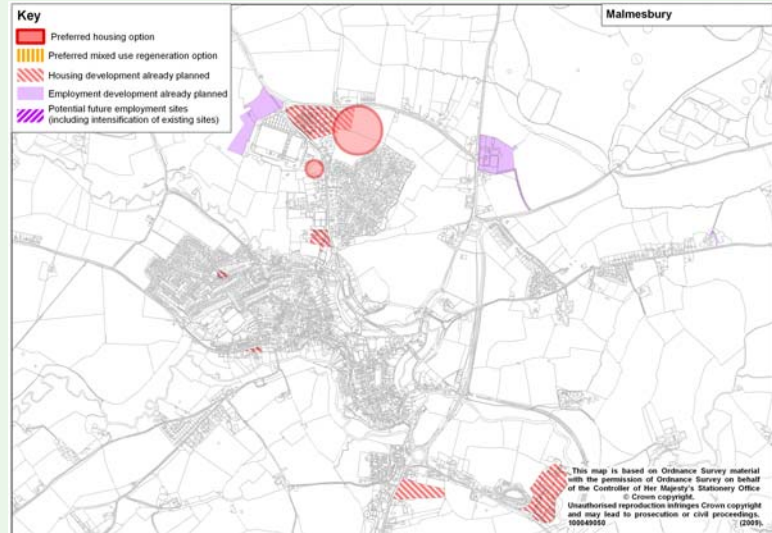 Key
Preferred housing option
Preferred mixed use regeneration option
Housing development already planned
Employment development already planned
Potential future employment sites
(including intensification of existing sites)
Malmesbury
This map is based on Ordnance Survey material
with the permission of Ordnance Survey on behalf
of the Controller of Her Majesty's Stationery Office
© Crown copyright.
Unauthorised reproduction infringes Crown copyright
and may lead to prosecution or civil proceedings.
100049050 (2009).